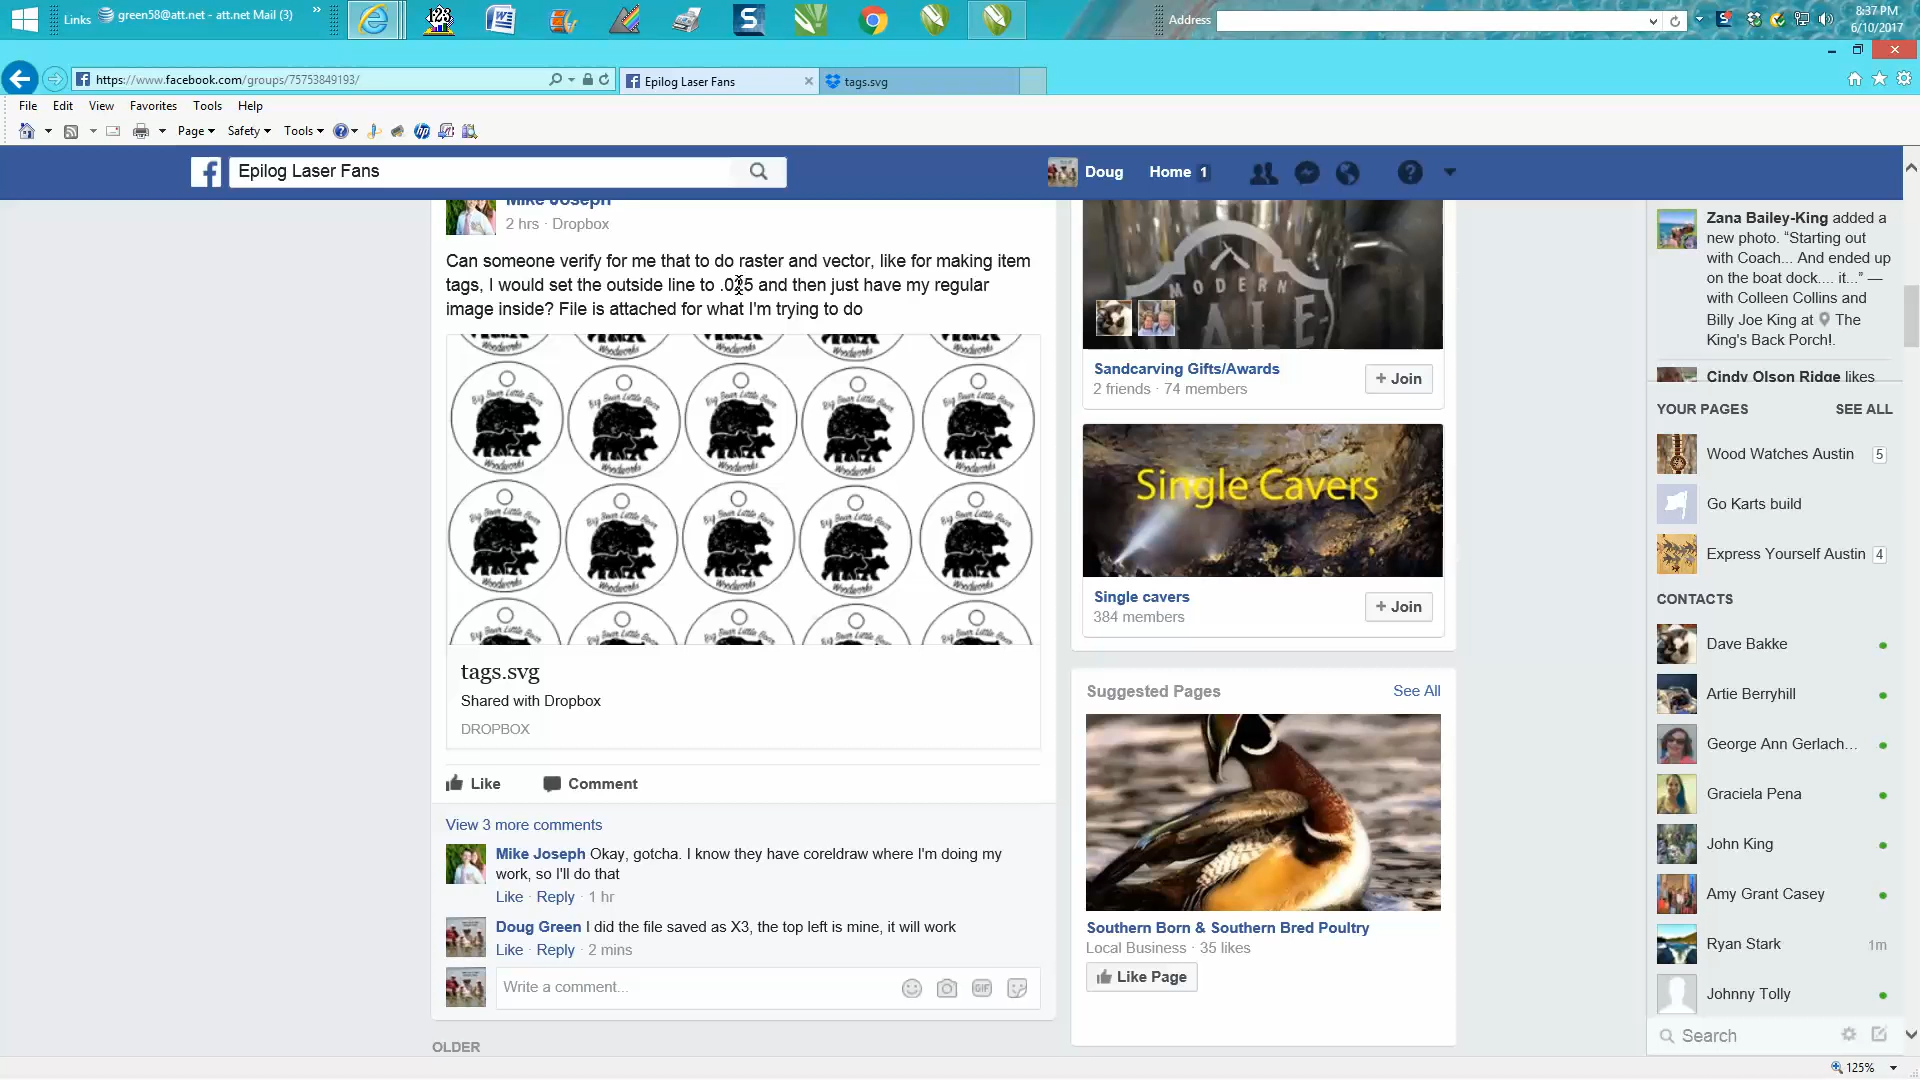 Links
green58@att.net - att.net Mail (3)
»
Address
8:37 PM
6/10/2017
https://www.facebook.com/groups/75753849193/
Epilog Laser Fans
tags.svg
File Edit View Favorites Tools Help
Page Safety Tools
Epilog Laser Fans
Doug
Home 1
Mike Joseph
2 hrs · Dropbox
Can someone verify for me that to do raster and vector, like for making item
tags, I would set the outside line to .025 and then just have my regular
image inside? File is attached for what I'm trying to do
Big Bear Little Bear
Woodworks
tags.svg
Shared with Dropbox
DROPBOX
Like
Comment
View 3 more comments
Mike Joseph Okay, gotcha. I know they have coreldraw where I'm doing my
work, so I'll do that
Like · Reply · 1 hr
Doug Green I did the file saved as X3, the top left is mine, it will work
Like · Reply · 2 mins
Write a comment...
GIF
OLDER
MODERN
ALE
Sandcarving Gifts/Awards
2 friends · 74 members
+ Join
Single Cavers
Single cavers
384 members
+ Join
Suggested Pages
See All
Southern Born & Southern Bred Poultry
Local Business · 35 likes
Like Page
Zana Bailey-King added a
new photo. “Starting out
with Coach... And ended up
on the boat dock.... it...” —
with Colleen Collins and
Billy Joe King at The
King's Back Porch!.
Cindy Olson Ridge likes
YOUR PAGES
SEE ALL
Wood Watches Austin 5
Go Karts build
Express Yourself Austin 4
CONTACTS
Dave Bakke
Artie Berryhill
George Ann Gerlach...
Graciela Pena
John King
Amy Grant Casey
Ryan Stark 1m
Johnny Tolly
Search
125%